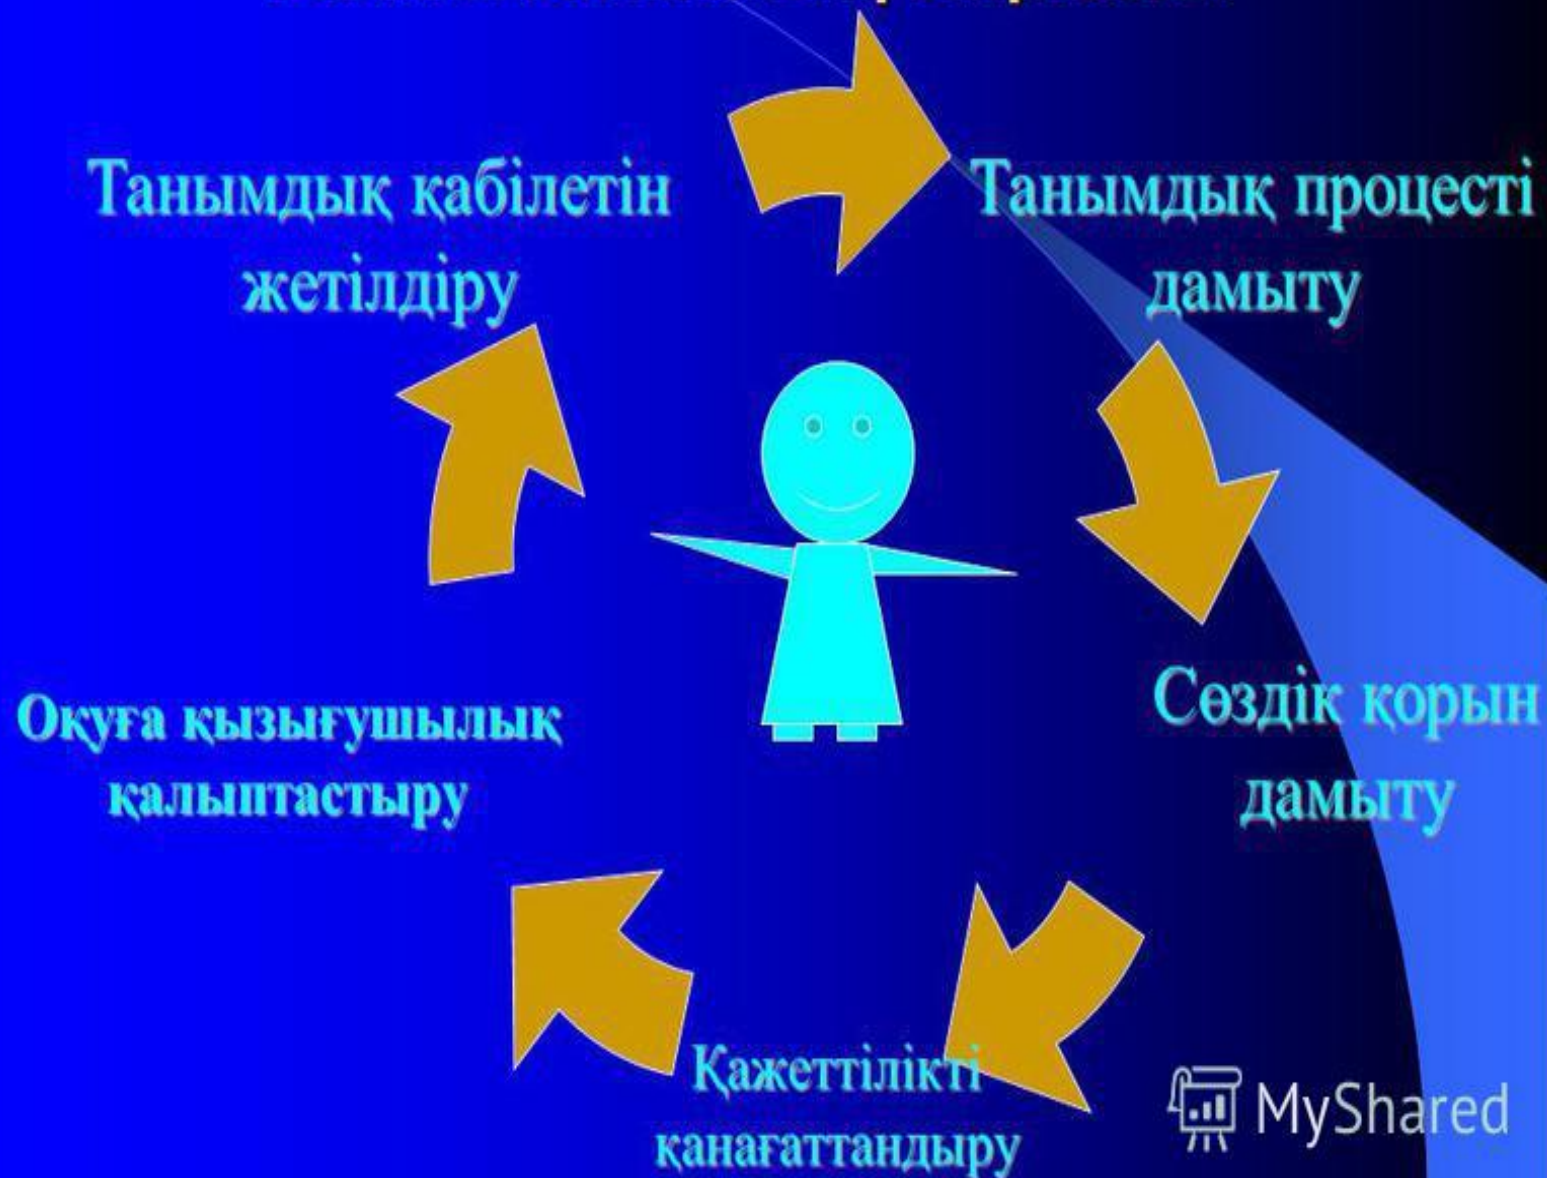 Танымдық қабілетін
жетілдіру
Танымдық процесті
дамыту
Сөздік қорын
дамыту
Қажеттілікті
қанағаттандыру
Оқуға қызығушылық
қалыптастыру
MyShared